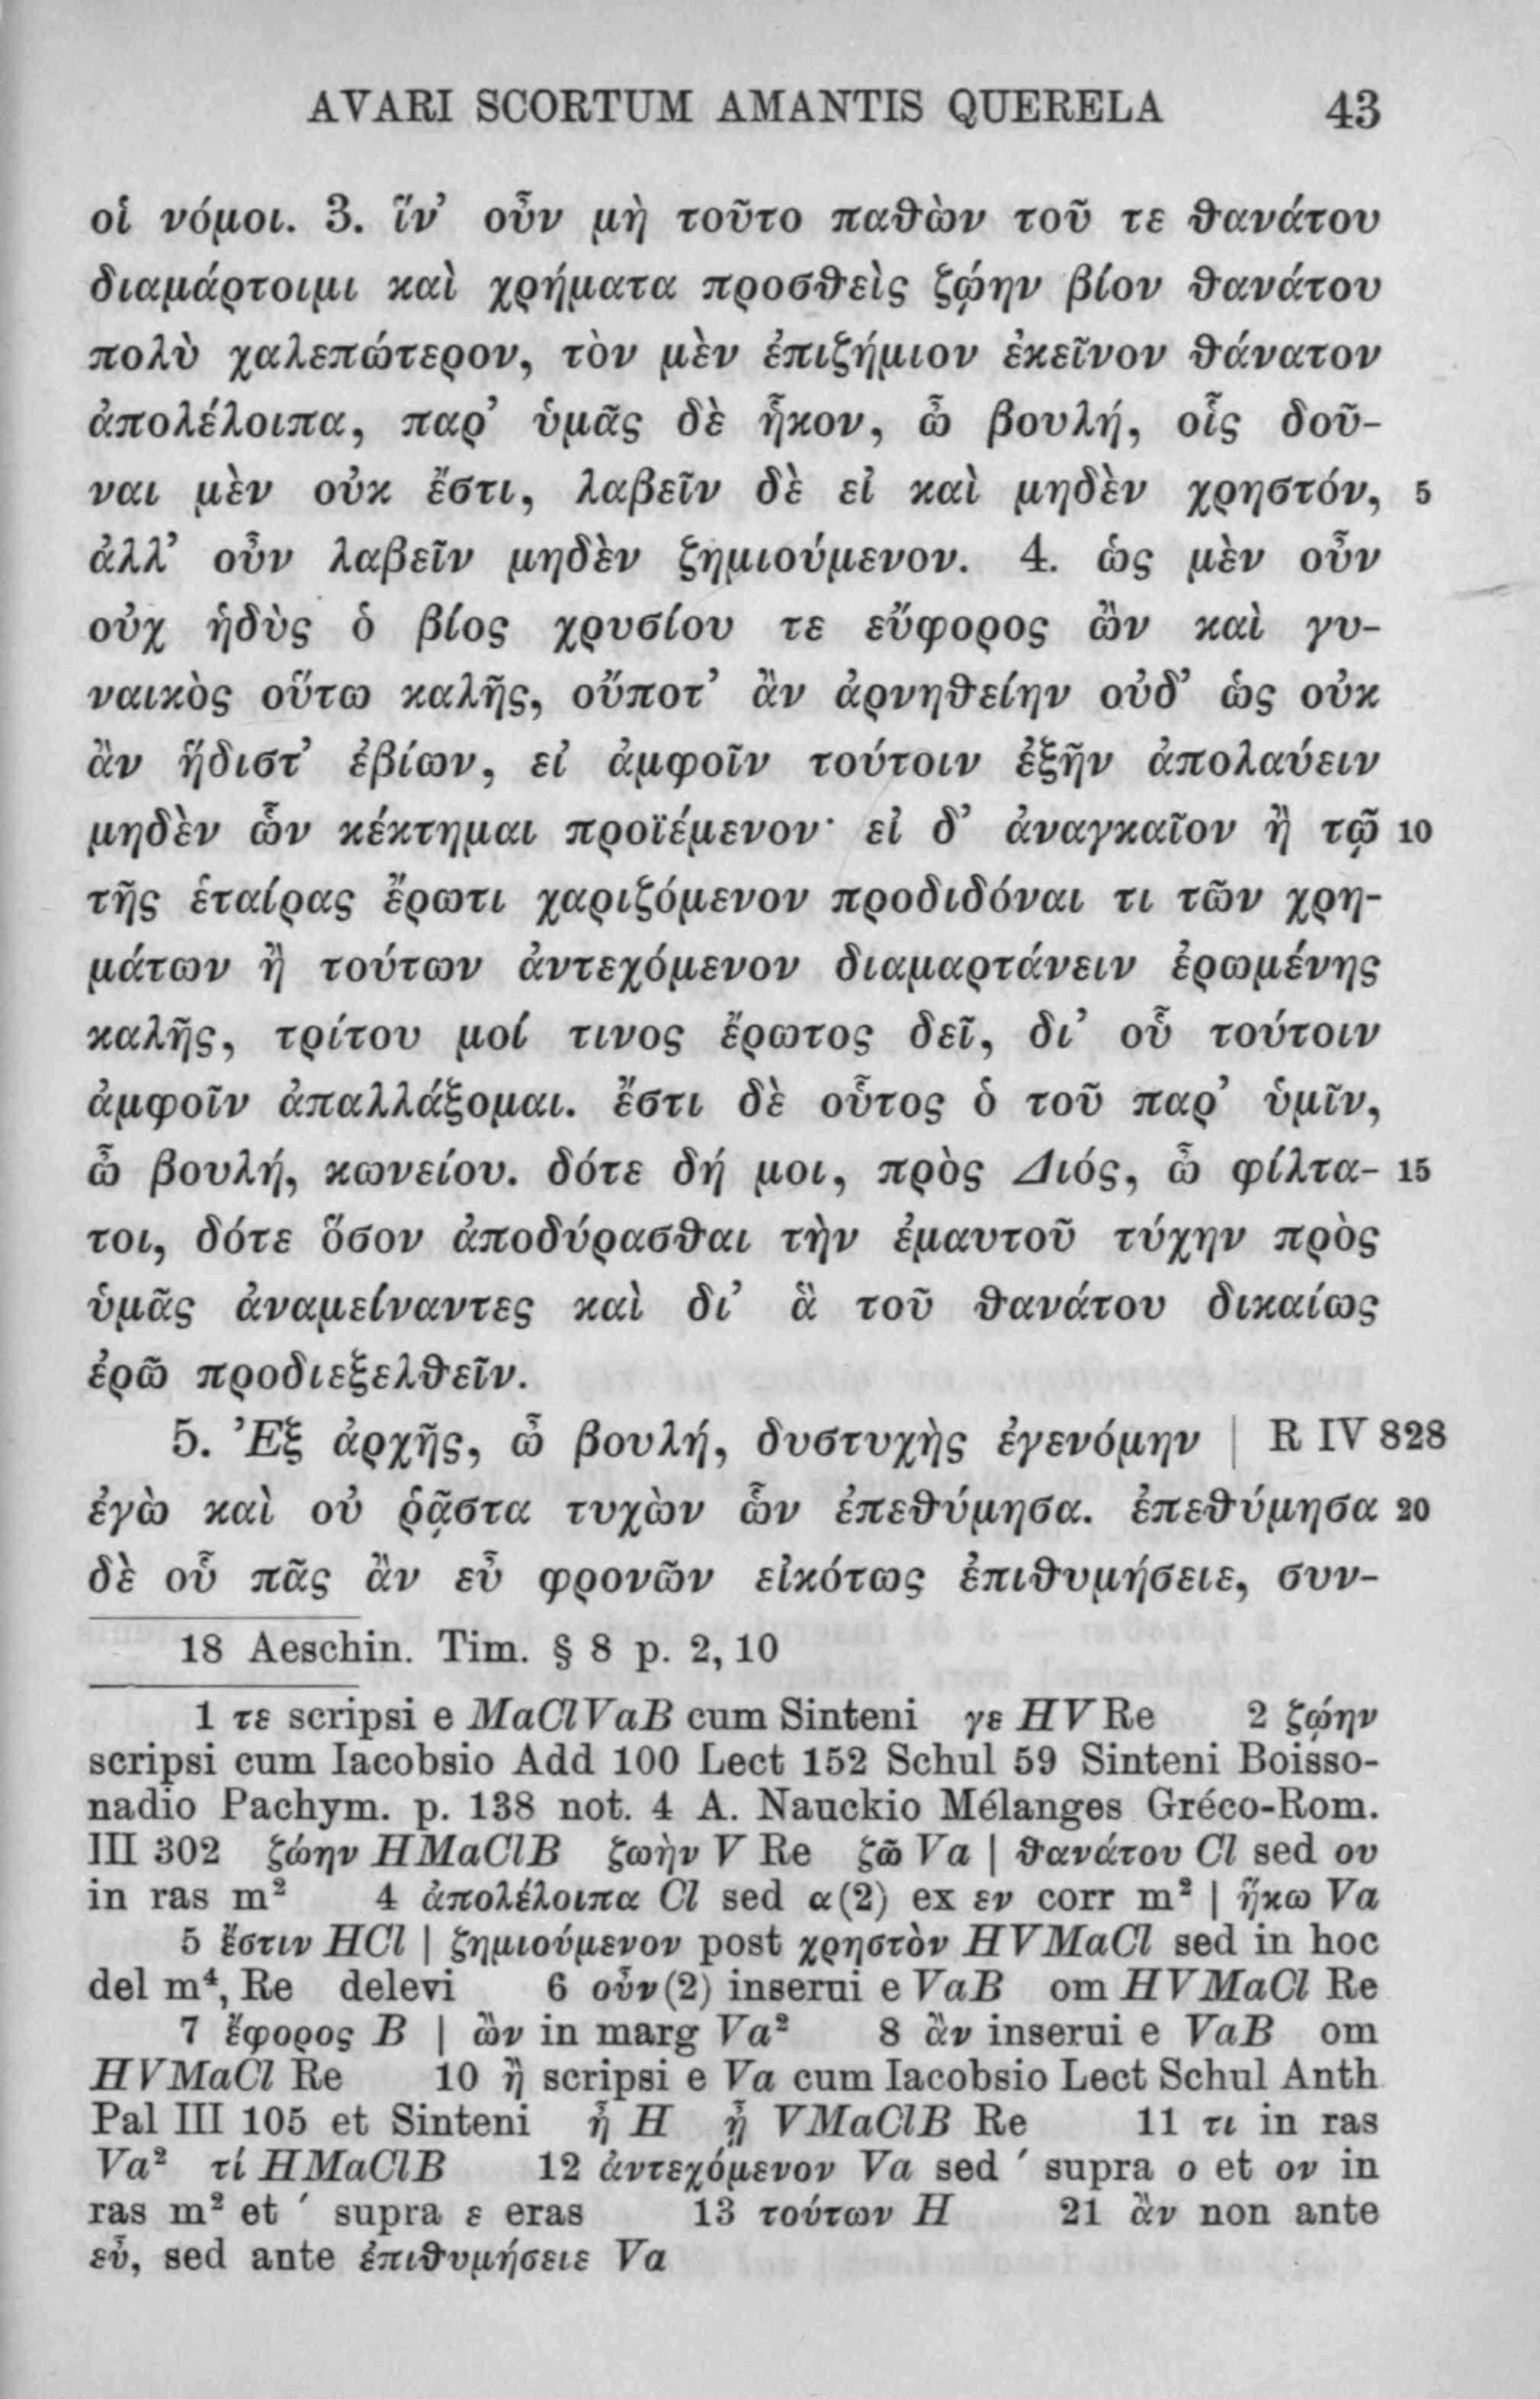 AVARI SCORTUM AMANTIS QUERELA 43
οἱ νόμοι. 3. ἵν’ οὖν μὴ τοῦτο παθὼν τοῦ τε θανάτου
διαμάρτοιμι καὶ χρήματα προσθεὶς ζῴην βίον θανάτου
πολὺ χαλεπώτερον, τὸν μὲν ἐπιζήμιον ἐκεῖνον θάνατον
ἀπολέλοιπα, παρ’ ὑμᾶς δὲ ἧκον, ὦ βουλή, οἷς δοῦ-
ναι μὲν οὐκ ἔστι, λαβεῖν δὲ εἰ καὶ μηδὲν χρηστόν, 5
ἀλλ’ οὖν λαβεῖν μηδὲν ζημιούμενον. 4. ὡς μὲν οὖν
οὐχ ἡδὺς ὁ βίος χρυσίου τε εὔφορος ὢν καὶ γυ-
ναικὸς οὕτω καλῆς, οὔποτ’ ἂν ἀρνηθείην οὐδ’ ὡς οὐκ
ἂν ἥδιστ’ ἐβίων, εἰ ἀμφοῖν τούτοιν ἐξῆν ἀπολαύειν
μηδὲν ὧν κέκτημαι προϊέμενον· εἰ δ’ ἀναγκαῖον ἢ τῷ 10
τῆς ἑταίρας ἔρωτι χαριζόμενον προδιδόναι τι τῶν χρη-
μάτων ἢ τούτων ἀντεχόμενον διαμαρτάνειν ἐρωμένης
καλῆς, τρίτου μοί τινος ἔρωτος δεῖ, δι’ οὗ τούτοιν
ἀμφοῖν ἀπαλλάξομαι. ἔστι δὲ οὗτος ὁ τοῦ παρ’ ὑμῖν,
ὦ βουλή, κωνείου. δότε δή μοι, πρὸς Διός, ὦ φίλτα- 15
τοι, δότε ὅσον ἀποδύρασθαι τὴν ἐμαυτοῦ τύχην πρὸς
ὑμᾶς ἀναμείναντες καὶ δι’ ἃ τοῦ θανάτου δικαίως
ἐρῶ προδιεξελθεῖν.
5. Ἐξ ἀρχῆς, ὦ βουλή, δυστυχὴς ἐγενόμην | R IV 828
ἐγὼ καὶ οὐ ῥᾷστα τυχὼν ὧν ἐπεθύμησα. ἐπεθύμησα 20
δὲ οὗ πᾶς ἂν εὖ φρονῶν εἰκότως ἐπιθυμήσειε, συν-
18 Aeschin. Tim. § 8 p. 2, 10
1 τε scripsi e MaClVaB cum Sinteni γε HV Re 2 ζῴην
scripsi cum Iacobsio Add 100 Lect 152 Schul 59 Sinteni Boisso-
nadio Pachym. p. 138 not. 4 A. Nauckio Mélanges Gréco-Rom.
III 302 ζώην HMaClB ζωὴν V Re ζῶ Va | θανάτου Cl sed ου
in ras m² 4 ἀπολέλοιπα Cl sed α(2) ex εν corr m² | ἥκω Va
5 ἔστιν HCl | ζημιούμενον post χρηστὸν HVMaCl sed in hoc
del m⁴, Re delevi 6 οὖν(2) inserui e VaB om HVMaCl Re
7 ἔφορος B | ὢν in marg Va² 8 ἂν inserui e VaB om
HVMaCl Re 10 ἢ scripsi e Va cum Iacobsio Lect Schul Anth
Pal III 105 et Sinteni ἦ H ᾖ VMaClB Re 11 τι in ras
Va² τί HMaClB 12 ἀντεχόμενον Va sed ´ supra ο et ον in
ras m² et ´ supra ε eras 13 τούτων H 21 ἂν non ante
εὖ, sed ante ἐπιθυμήσειε Va